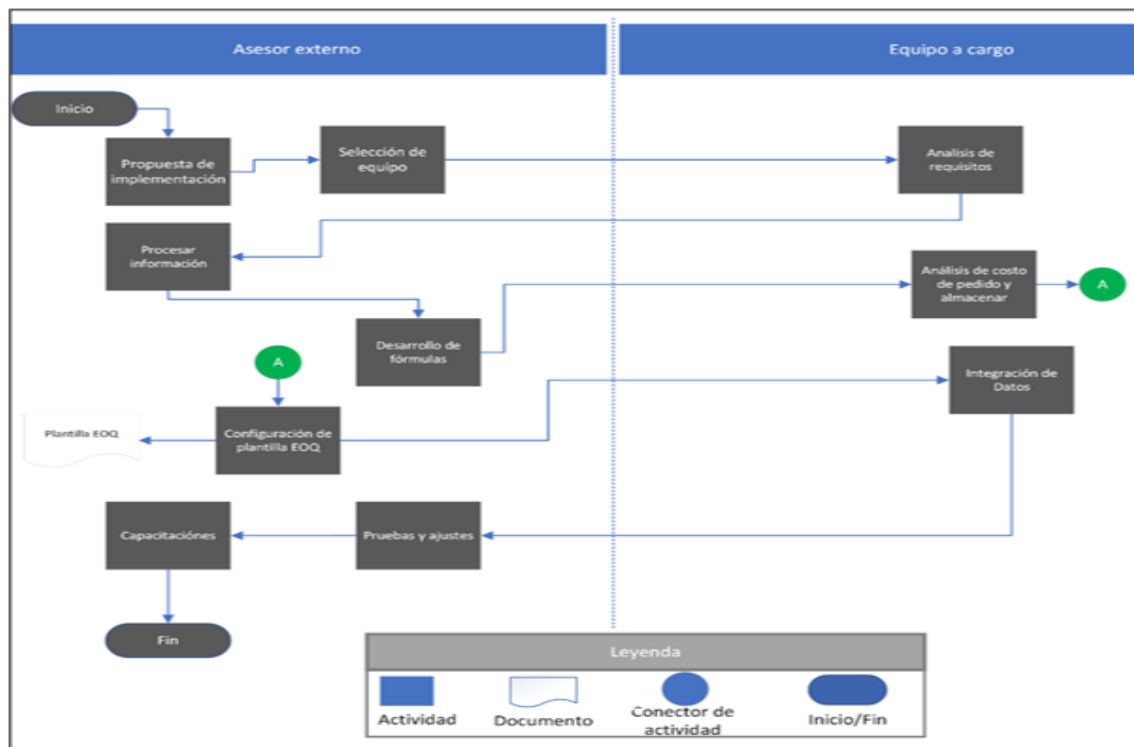 Asesor externo
Equipo a cargo
Inicio
Propuesta de
implementación
Selección de
equipo
Analisis de
requisitos
Procesar
información
Análisis de costo
de pedido y
almacenar
A
Desarrollo de
fórmulas
A
Integración de
Datos
Plantilla EOQ
Configuración de
plantilla EOQ
Capacitaciónes
Pruebas y ajustes
Fin
Leyenda
Actividad
Documento
Conector de
actividad
Inicio/Fin